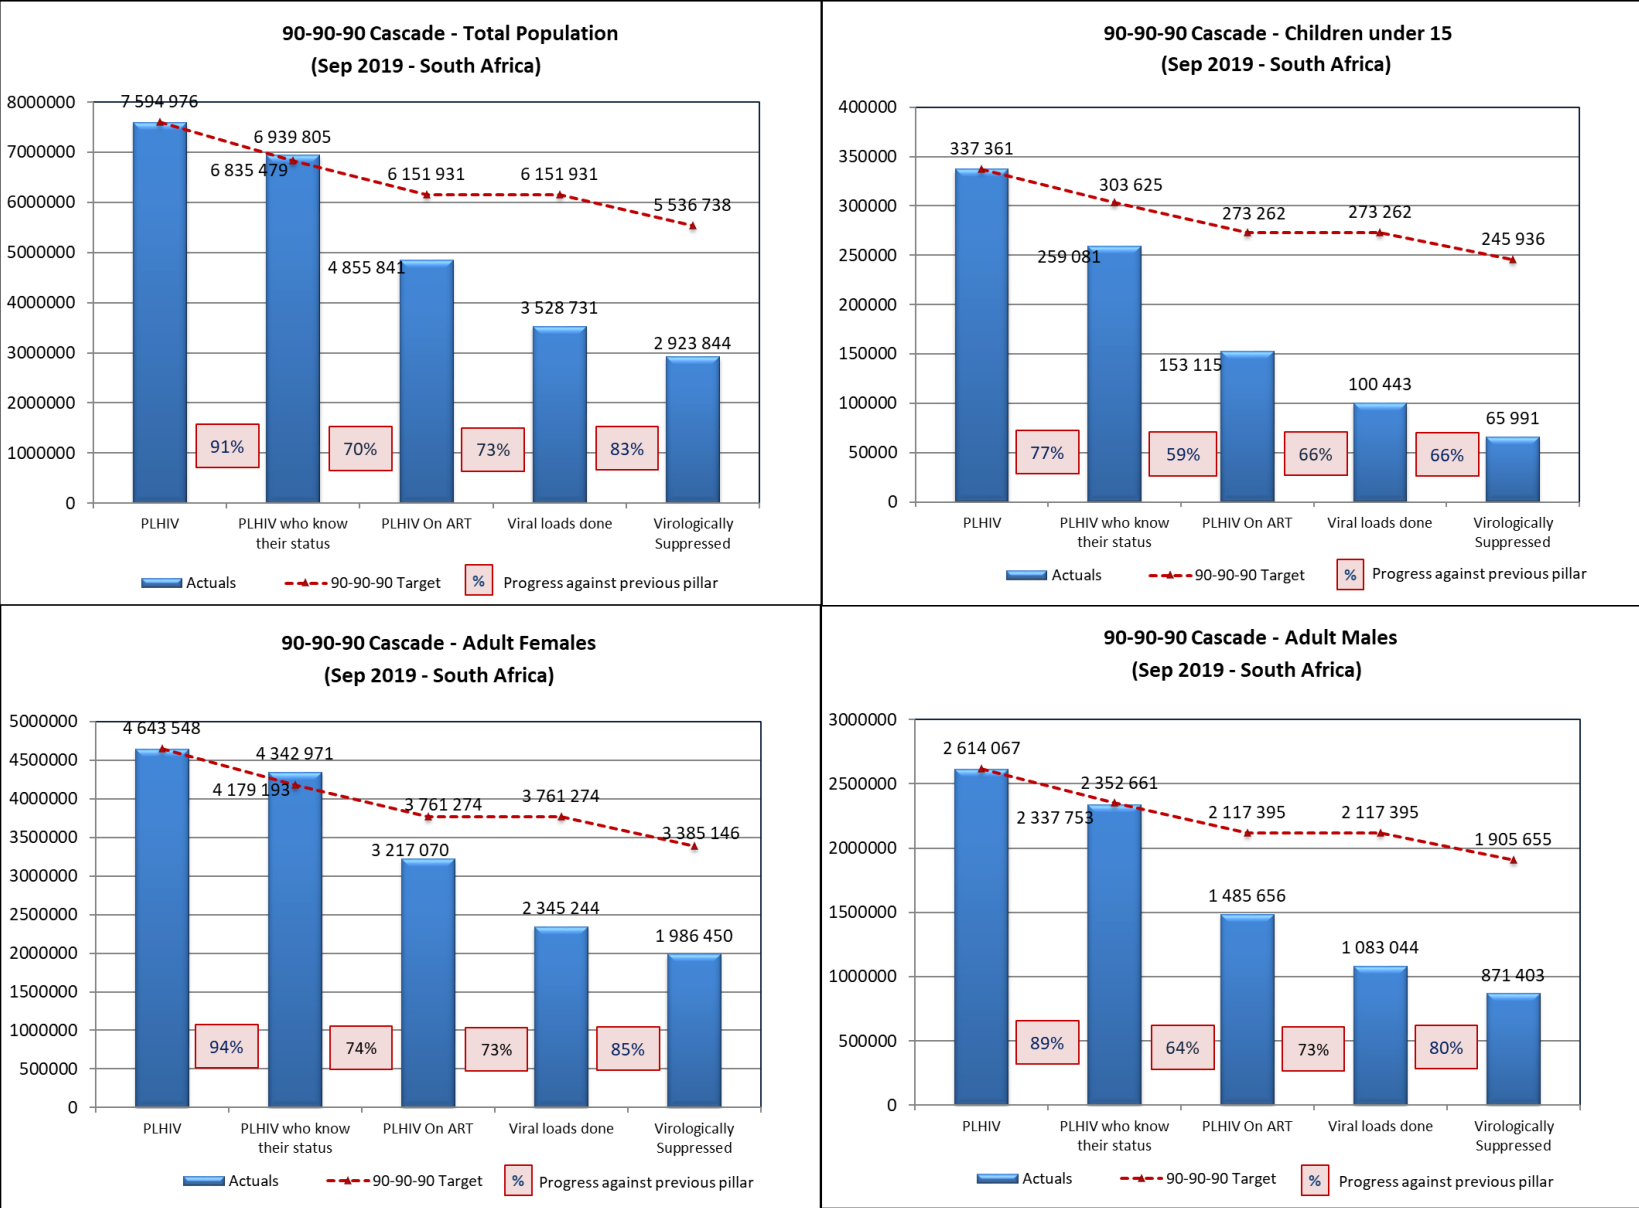 90-90-90 Cascade - Total Population
(Sep 2019 - South Africa)
8000000
7000000
6000000
5000000
4000000
3000000
2000000
1000000
0
7 594 976
6 939 805
6 835 479
6 151 931
6 151 931
5 536 738
4 855 841
3 528 731
2 923 844
91%
70%
73%
83%
PLHIV
PLHIV who know
their status
PLHIV On ART
Viral loads done
Virologically
Suppressed
Actuals
90-90-90 Target
%
Progress against previous pillar
90-90-90 Cascade - Children under 15
(Sep 2019 - South Africa)
400000
350000
300000
250000
200000
150000
100000
50000
0
337 361
303 625
273 262
273 262
245 936
259 081
153 115
100 443
65 991
77%
59%
66%
66%
PLHIV
PLHIV who know
their status
PLHIV On ART
Viral loads done
Virologically
Suppressed
Actuals
90-90-90 Target
%
Progress against previous pillar
90-90-90 Cascade - Adult Females
(Sep 2019 - South Africa)
5000000
4500000
4000000
3500000
3000000
2500000
2000000
1500000
1000000
500000
0
4 643 548
4 342 971
4 179 193
3 761 274
3 761 274
3 385 146
3 217 070
2 345 244
1 986 450
94%
74%
73%
85%
PLHIV
PLHIV who know
their status
PLHIV On ART
Viral loads done
Virologically
Suppressed
Actuals
90-90-90 Target
%
Progress against previous pillar
90-90-90 Cascade - Adult Males
(Sep 2019 - South Africa)
3000000
2500000
2000000
1500000
1000000
500000
0
2 614 067
2 352 661
2 337 753
2 117 395
2 117 395
1 905 655
1 485 656
1 083 044
871 403
89%
64%
73%
80%
PLHIV
PLHIV who know
their status
PLHIV On ART
Viral loads done
Virologically
Suppressed
Actuals
90-90-90 Target
%
Progress against previous pillar